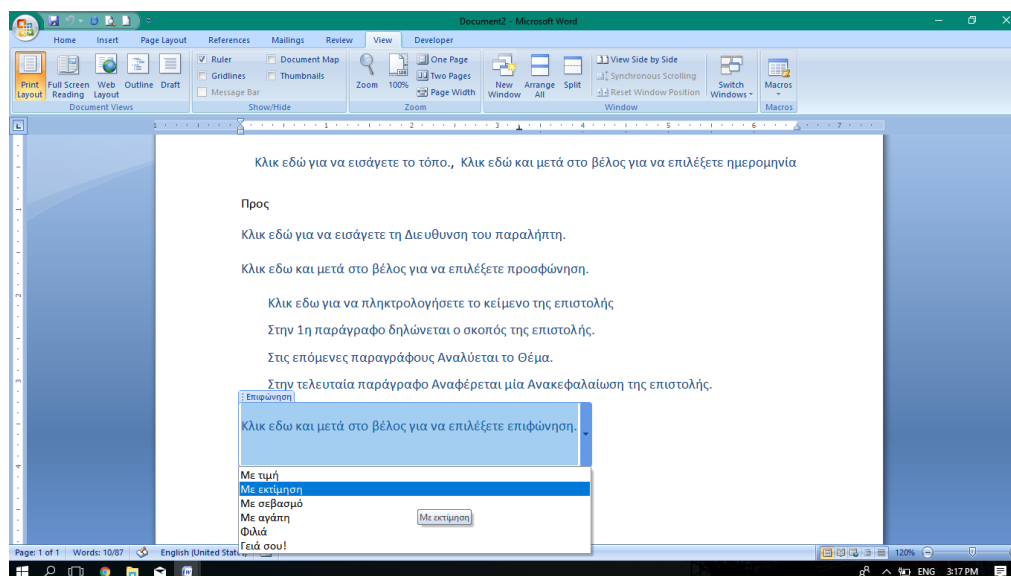 Document2 - Microsoft Word
Home Insert Page Layout References Mailings Review View Developer
Ruler Document Map One Page View Side by Side
Gridlines Thumbnails Two Pages Synchronous Scrolling
Message Bar Page Width Reset Window Position
Print Layout Full Screen Reading Web Layout Outline Draft Zoom 100% New Window Arrange All Split Switch Windows Macros
Document Views Show/Hide Zoom Window Macros
1 1 2 3 4 5 6 7
Κλικ εδώ για να εισάγετε το τόπο., Κλικ εδώ και μετά στο βέλος για να επιλέξετε ημερομηνία
Προς
Κλικ εδώ για να εισάγετε τη Διευθυνση του παραλήπτη.
Κλικ εδω και μετά στο βέλος για να επιλέξετε προσφώνηση.
Κλικ εδω για να πληκτρολογήσετε το κείμενο της επιστολής
Στην 1η παράγραφο δηλώνεται ο σκοπός της επιστολής.
Στις επόμενες παραγράφους Αναλύεται το Θέμα.
Στην τελευταία παράγραφο Αναφέρεται μία Ανακεφαλαίωση της επιστολής.
Επιφώνηση
Κλικ εδω και μετά στο βέλος για να επιλέξετε επιφώνηση.
Με τιμή
Με εκτίμηση
Με σεβασμό
Με αγάπη Με εκτίμηση
Φιλιά
Γειά σου!
Page: 1 of 1 Words: 10/87 English (United 120%
ENG 3:17 PM